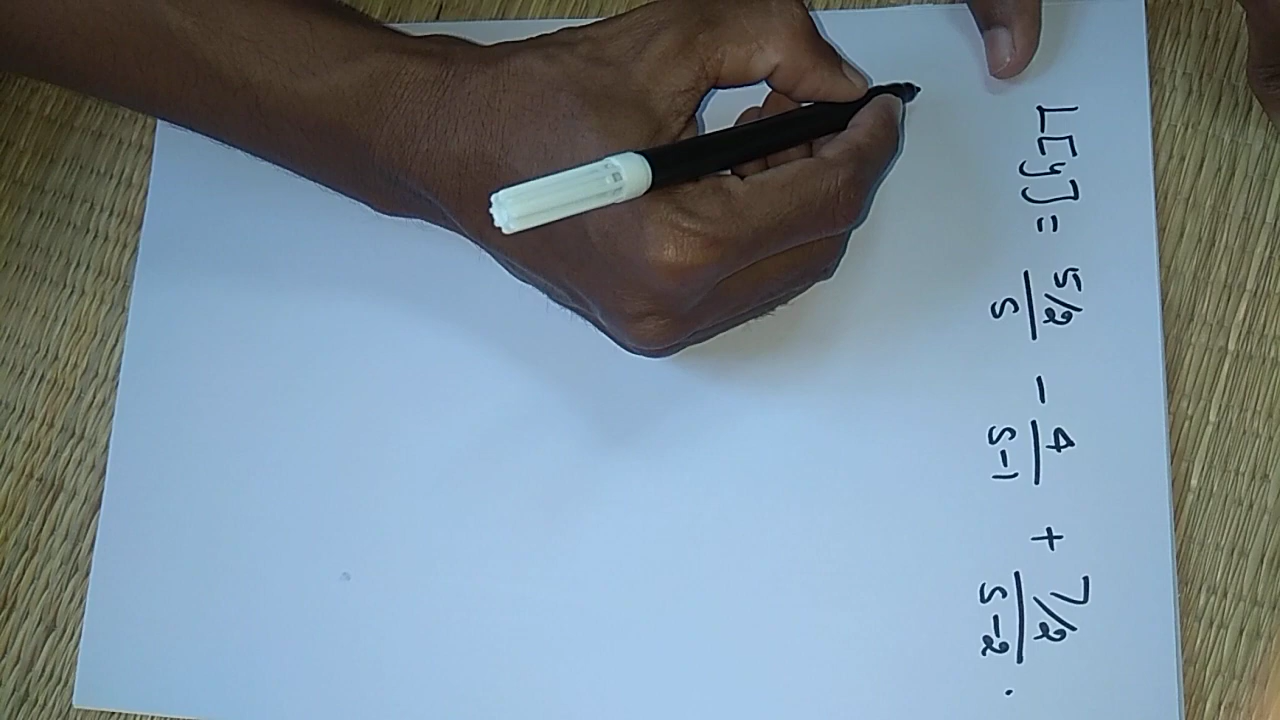 L[y] = 5/2/s - 4/s-1 + 7/2/s-2 .